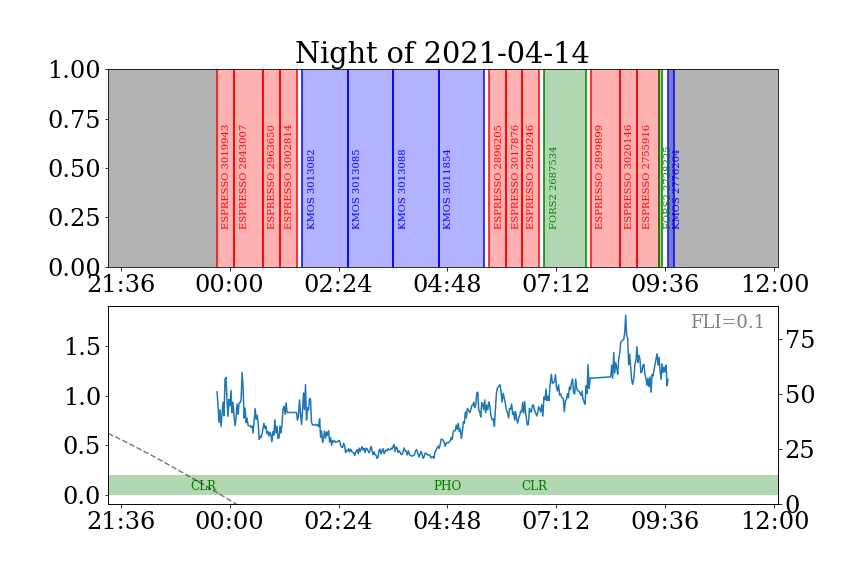 Night of 2021-04-14
1.00
0.75
0.50
0.25
0.00
ESPRESSO 3019943
ESPRESSO 2843007
ESPRESSO 2963650
ESPRESSO 3002814
KMOS 3013082
KMOS 3013085
KMOS 3013088
KMOS 3011854
ESPRESSO 2896205
ESPRESSO 3017876
ESPRESSO 2909246
FORS2 2687534
ESPRESSO 2899899
ESPRESSO 3020146
ESPRESSO 2755916
FORS2
KMOS 2776204
21:36 00:00 02:24 04:48 07:12 09:36 12:00
FLI=0.1
1.5
1.0
0.5
0.0
75
50
25
0
CLR PHO CLR
21:36 00:00 02:24 04:48 07:12 09:36 12:00